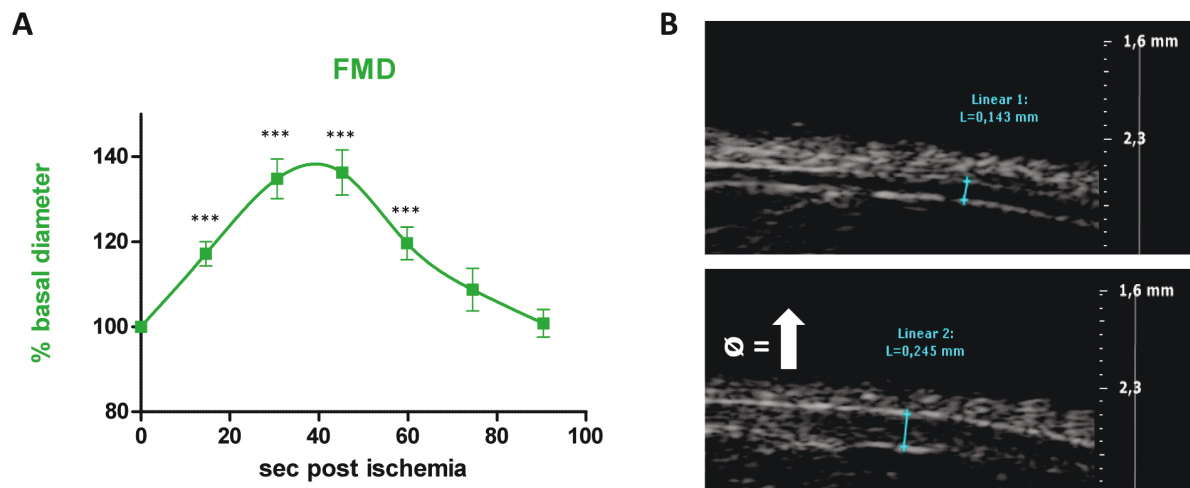 A
FMD
% basal diameter
140
120
100
80
***
***
***
***
0
20
40
60
80
100
sec post ischemia
B
1,6 mm
Linear 1:
L=0,143 mm
2,3
1,6 mm
Ø =
Linear 2:
L=0,245 mm
2,3